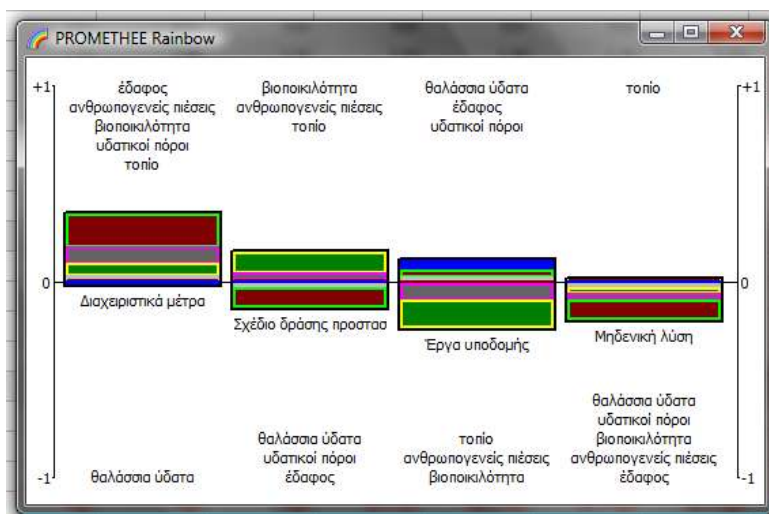 PROMETHEE Rainbow
+1
έδαφος
ανθρωπογενείς πιέσεις
βιοποικιλότητα
υδατικοί πόροι
τοπίο
βιοποικιλότητα
ανθρωπογενείς πιέσεις
τοπίο
θαλάσσια ύδατα
έδαφος
υδατικοί πόροι
τοπίο
+1
0
0
Διαχειριστικά μέτρα
Σχέδιο δράσης προστασ
Έργα υποδομής
Μηδενική λύση
-1
θαλάσσια ύδατα
θαλάσσια ύδατα
υδατικοί πόροι
έδαφος
τοπίο
ανθρωπογενείς πιέσεις
βιοποικιλότητα
θαλάσσια ύδατα
υδατικοί πόροι
βιοποικιλότητα
ανθρωπογενείς πιέσεις
έδαφος
-1